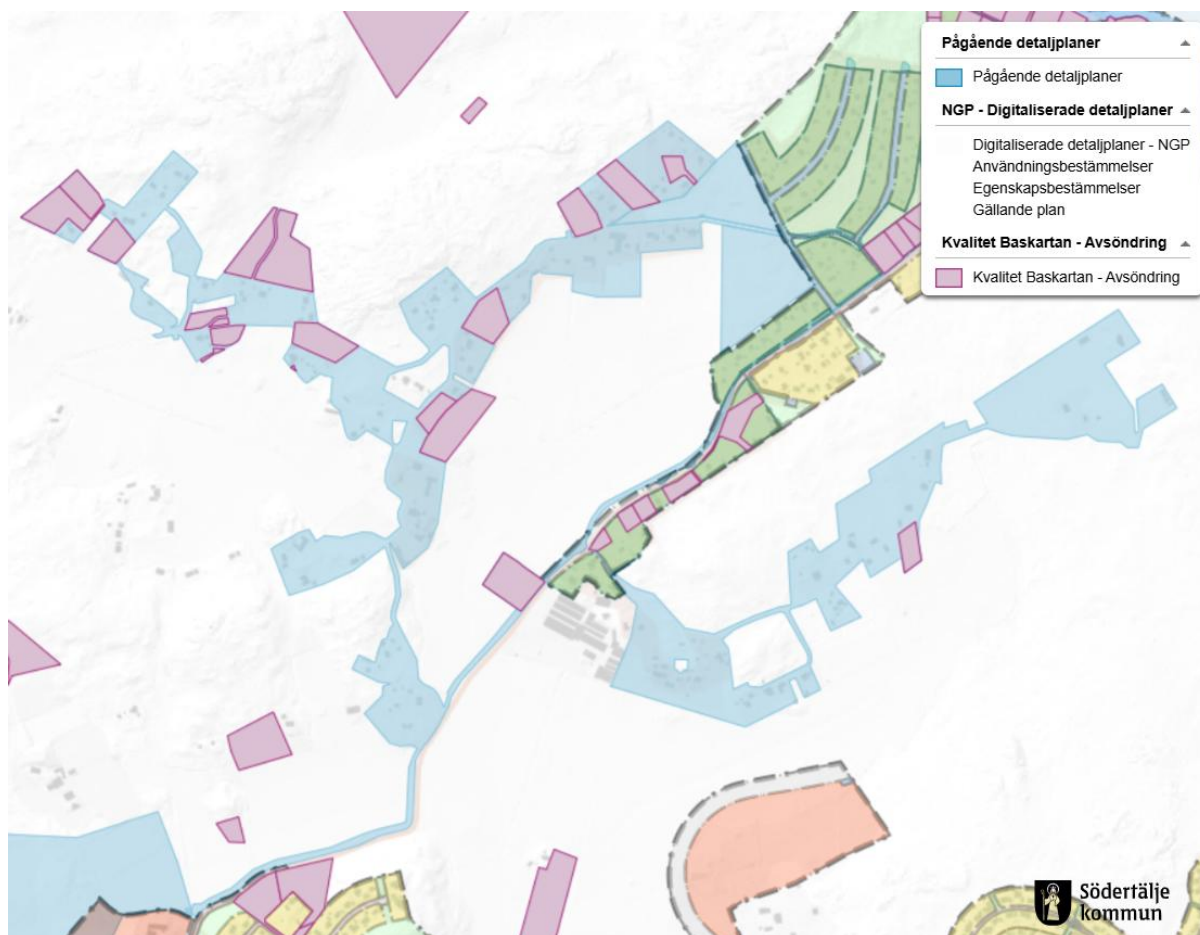 Pågående detaljplaner
Pågående detaljplaner
NGP - Digitaliserade detaljplaner
Digitaliserade detaljplaner - NGP
Användningsbestämmelser
Egenskapsbestämmelser
Gällande plan
Kvalitet Baskartan - Avsöndring
Kvalitet Baskartan - Avsöndring
Södertälje
kommun